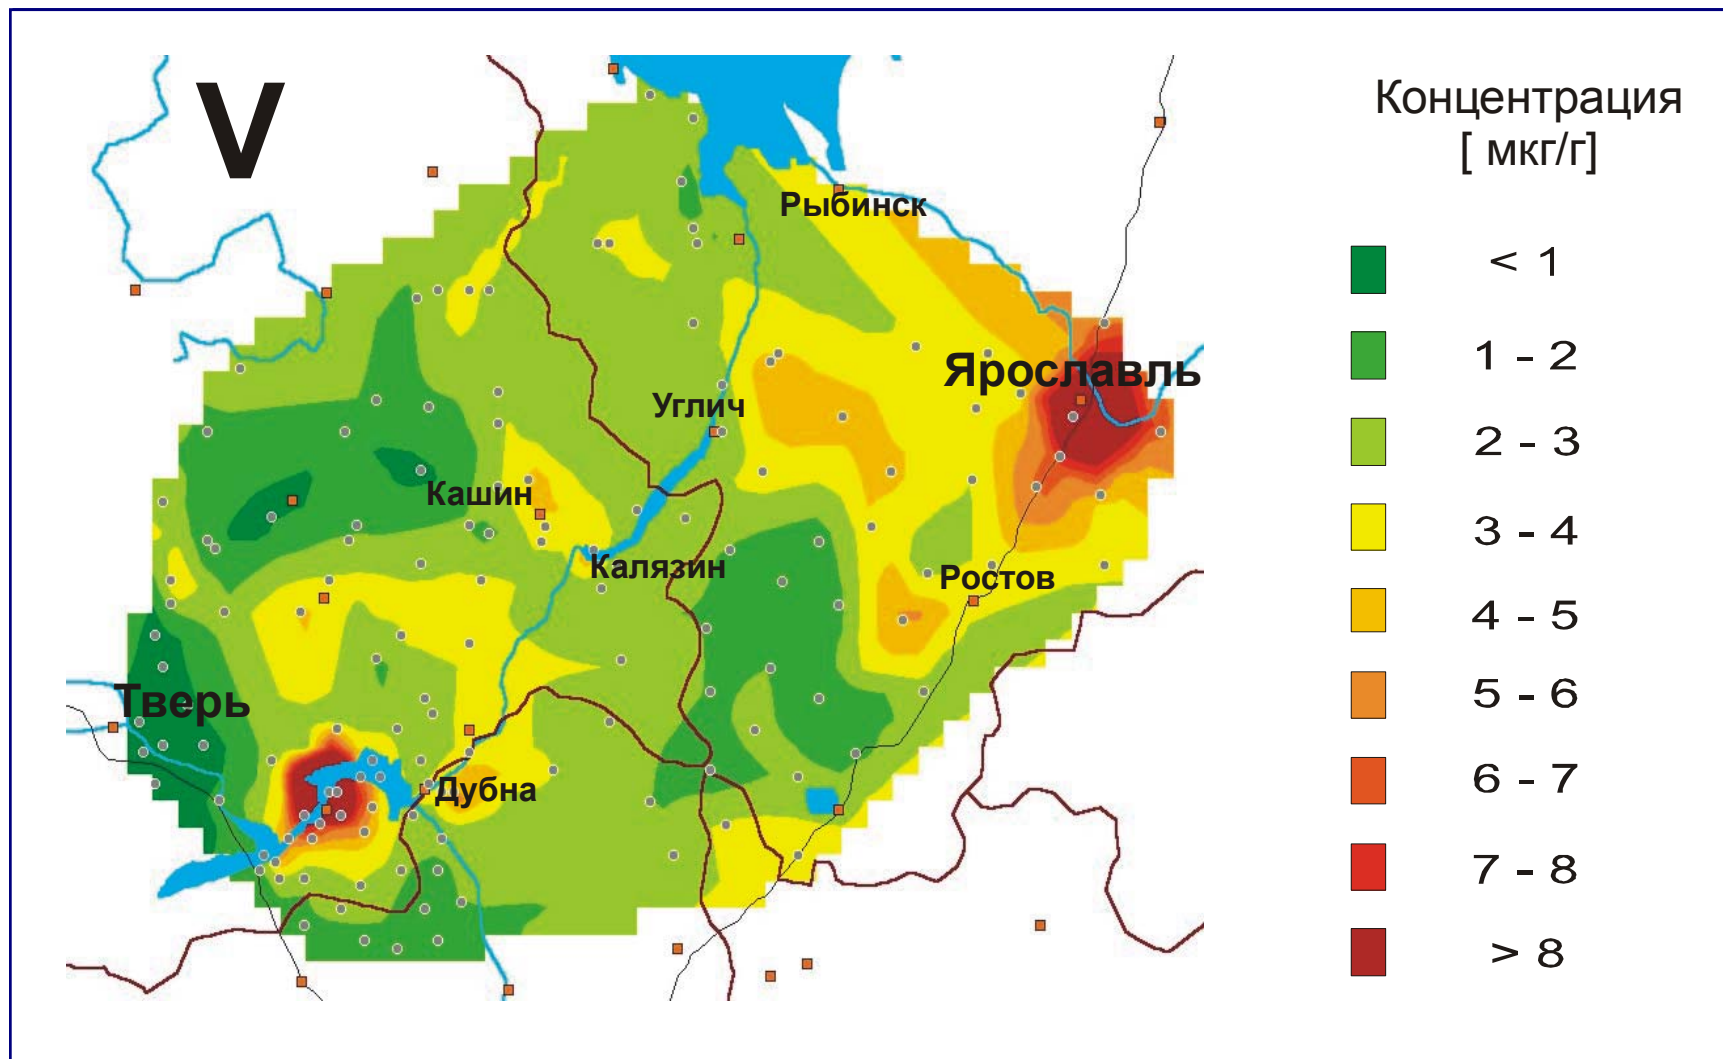 V
Рыбинск
Ярославль
Углич
Кашин
Калязин
Ростов
Тверь
Дубна
Концентрация
[ мкг/г]
< 1
1 - 2
2 - 3
3 - 4
4 - 5
5 - 6
6 - 7
7 - 8
> 8